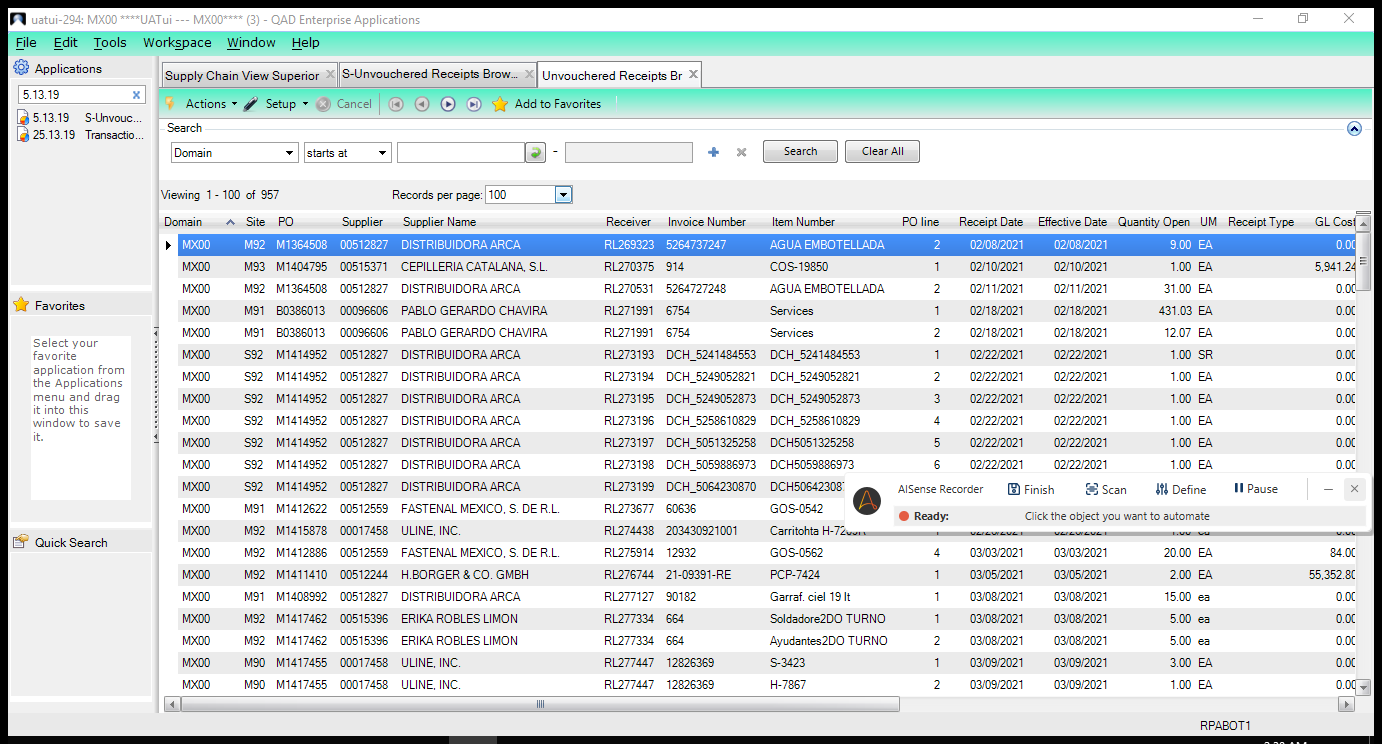 uatui-294: MX00 ****UATui --- MX00**** (3) - QAD Enterprise Applications
File Edit Tools Workspace Window Help
Applications
5.13.19
5.13.19 S-Unvouc...
25.13.19 Transactio...
Favorites
Select your
favorite
application from
the Applications
menu and drag
it into this
window to save
it.
Quick Search
Supply Chain View Superior S-Unvouchered Receipts Brow... Unvouchered Receipts Br
Actions Setup Cancel Add to Favorites
Search
Domain starts at - Search Clear All
Viewing 1 - 100 of 957 Records per page: 100
Domain Site PO Supplier Supplier Name Receiver Invoice Number Item Number PO line Receipt Date Effective Date Quantity Open UM Receipt Type GL Cost
MX00 M92 M1364508 00512827 DISTRIBUIDORA ARCA RL269323 5264737247 AGUA EMBOTELLADA 2 02/08/2021 02/08/2021 9.00 EA 0.00
MX00 M93 M1404795 00515371 CEPILLERIA CATALANA, S.L. RL270375 914 COS-19850 1 02/10/2021 02/10/2021 1.00 EA 5,941.24
MX00 M92 M1364508 00512827 DISTRIBUIDORA ARCA RL270531 5264727248 AGUA EMBOTELLADA 2 02/11/2021 02/11/2021 31.00 EA 0.00
MX00 M91 B0386013 00096606 PABLO GERARDO CHAVIRA RL271991 6754 Services 1 02/18/2021 02/18/2021 431.03 EA 0.00
MX00 M91 B0386013 00096606 PABLO GERARDO CHAVIRA RL271991 6754 Services 2 02/18/2021 02/18/2021 12.07 EA 0.00
MX00 S92 M1414952 00512827 DISTRIBUIDORA ARCA RL273193 DCH_5241484553 DCH_5241484553 1 02/22/2021 02/22/2021 1.00 SR 0.00
MX00 S92 M1414952 00512827 DISTRIBUIDORA ARCA RL273194 DCH_5249052821 DCH_5249052821 2 02/22/2021 02/22/2021 1.00 EA 0.00
MX00 S92 M1414952 00512827 DISTRIBUIDORA ARCA RL273195 DCH_5249052873 DCH_5249052873 3 02/22/2021 02/22/2021 1.00 EA 0.00
MX00 S92 M1414952 00512827 DISTRIBUIDORA ARCA RL273196 DCH_5258610829 DCH_5258610829 4 02/22/2021 02/22/2021 1.00 EA 0.00
MX00 S92 M1414952 00512827 DISTRIBUIDORA ARCA RL273197 DCH_5051325258 DCH5051325258 5 02/22/2021 02/22/2021 1.00 EA 0.00
MX00 S92 M1414952 00512827 DISTRIBUIDORA ARCA RL273198 DCH_5059886973 DCH5059886973 6 02/22/2021 02/22/2021 1.00 EA 0.00
MX00 S92 M1414952 00512827 DISTRIBUIDORA ARCA RL273199 DCH_5064230870
MX00 M91 M1412622 00512559 FASTENAL MEXICO, S. DE R.L. RL273677 60636 GOS-0542
MX00 M92 M1415878 00017458 ULINE, INC. RL274438 203430921001 Carritohta
AISense Recorder Finish Scan Define Pause
Ready: Click the object you want to automate
MX00 M92 M1412886 00512559 FASTENAL MEXICO, S. DE R.L. RL275914 12932 GOS-0562 4 03/03/2021 03/03/2021 20.00 EA 84.00
MX00 M92 M1411410 00512244 H.BORGER & CO. GMBH RL276744 21-09391-RE PCP-7424 1 03/05/2021 03/05/2021 2.00 EA 55,352.80
MX00 M91 M1408992 00512827 DISTRIBUIDORA ARCA RL277127 90182 Garraf. ciel 19 lt 1 03/08/2021 03/08/2021 15.00 ea 0.00
MX00 M92 M1417462 00515396 ERIKA ROBLES LIMON RL277334 664 Soldadore2DO TURNO 1 03/08/2021 03/08/2021 5.00 ea 0.00
MX00 M92 M1417462 00515396 ERIKA ROBLES LIMON RL277334 664 Ayudantes2DO TURNO 2 03/08/2021 03/08/2021 5.00 ea 0.00
MX00 M90 M1417455 00017458 ULINE, INC. RL277447 12826369 S-3423 1 03/09/2021 03/09/2021 3.00 EA 0.00
MX00 M90 M1417455 00017458 ULINE, INC. RL277447 12826369 H-7867 2 03/09/2021 03/09/2021 1.00 EA 0.00
RPABOT1